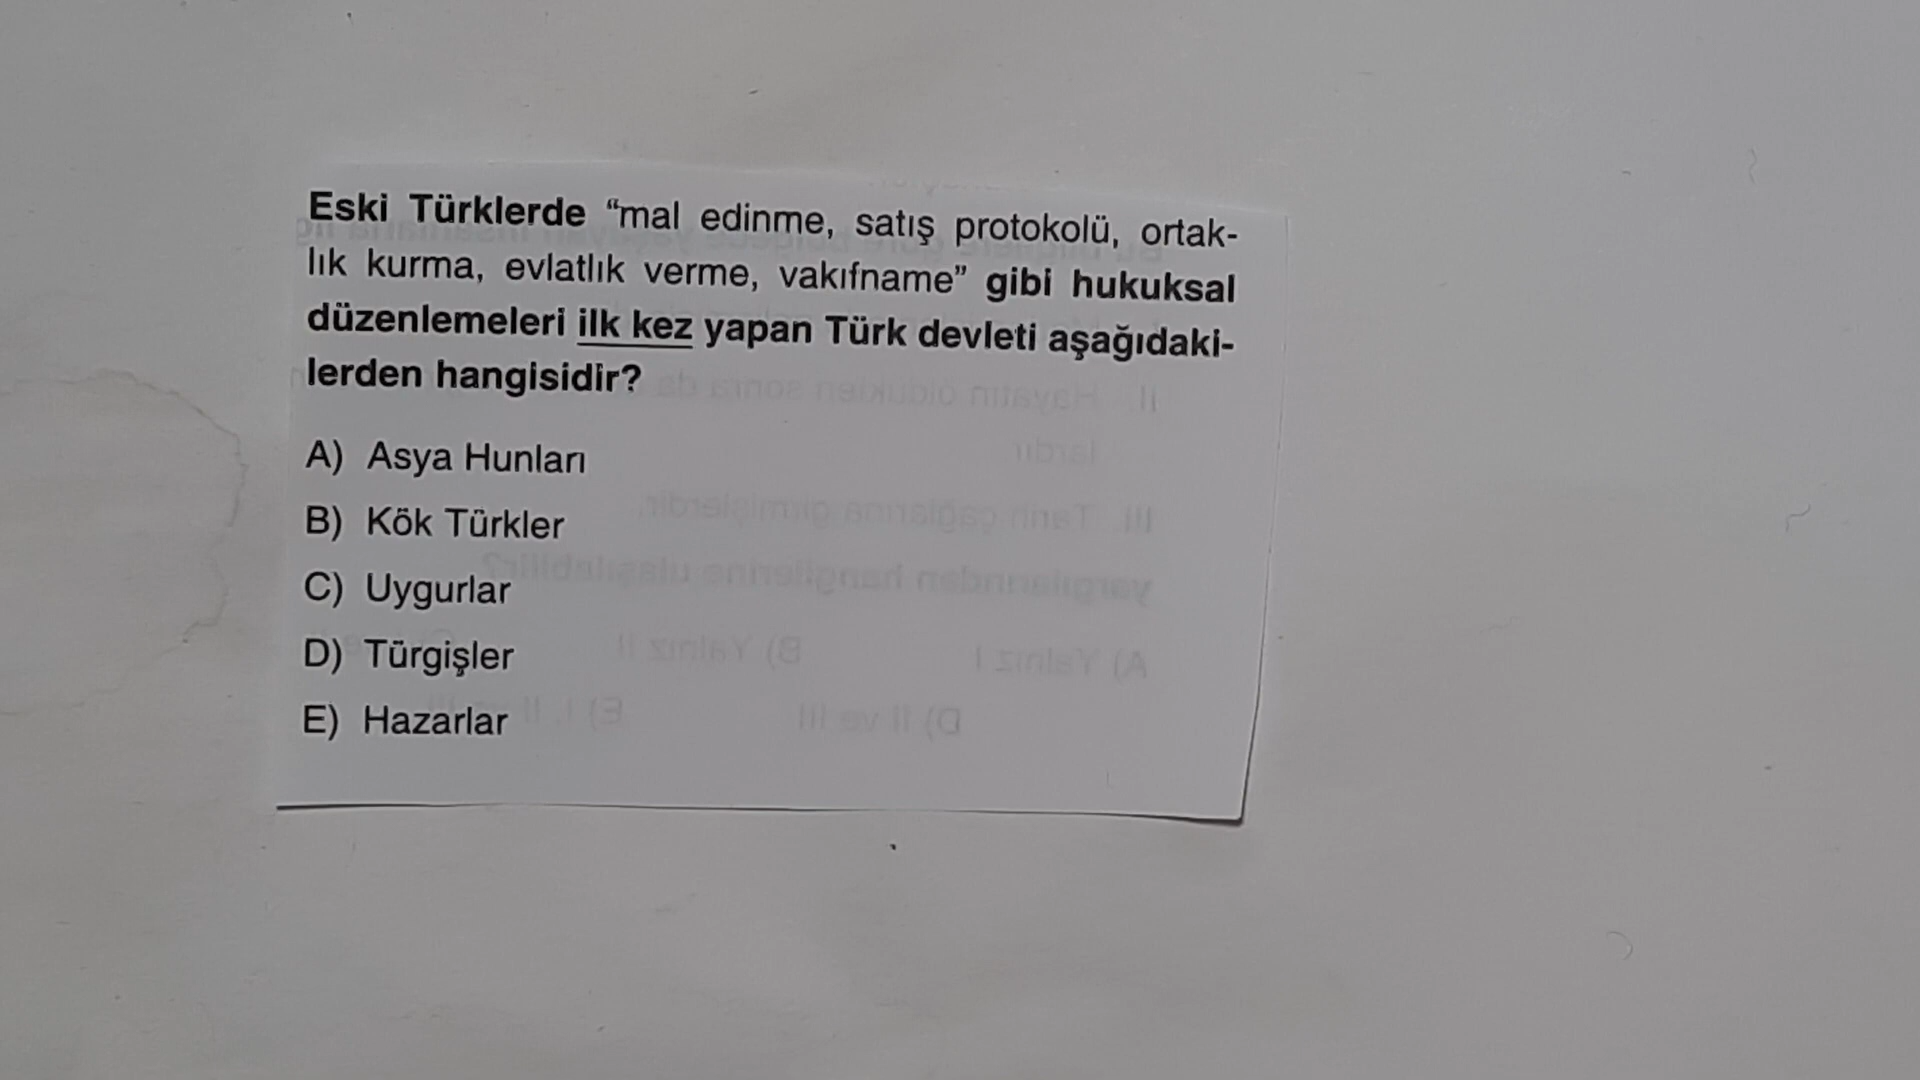 Eski Türklerde “mal edinme, satış protokolü, ortak-
lık kurma, evlatlık verme, vakıfname” gibi hukuksal
düzenlemeleri ilk kez yapan Türk devleti aşağıdaki-
lerden hangisidir?
A) Asya Hunları
B) Kök Türkler
C) Uygurlar
D) Türgişler
E) Hazarlar